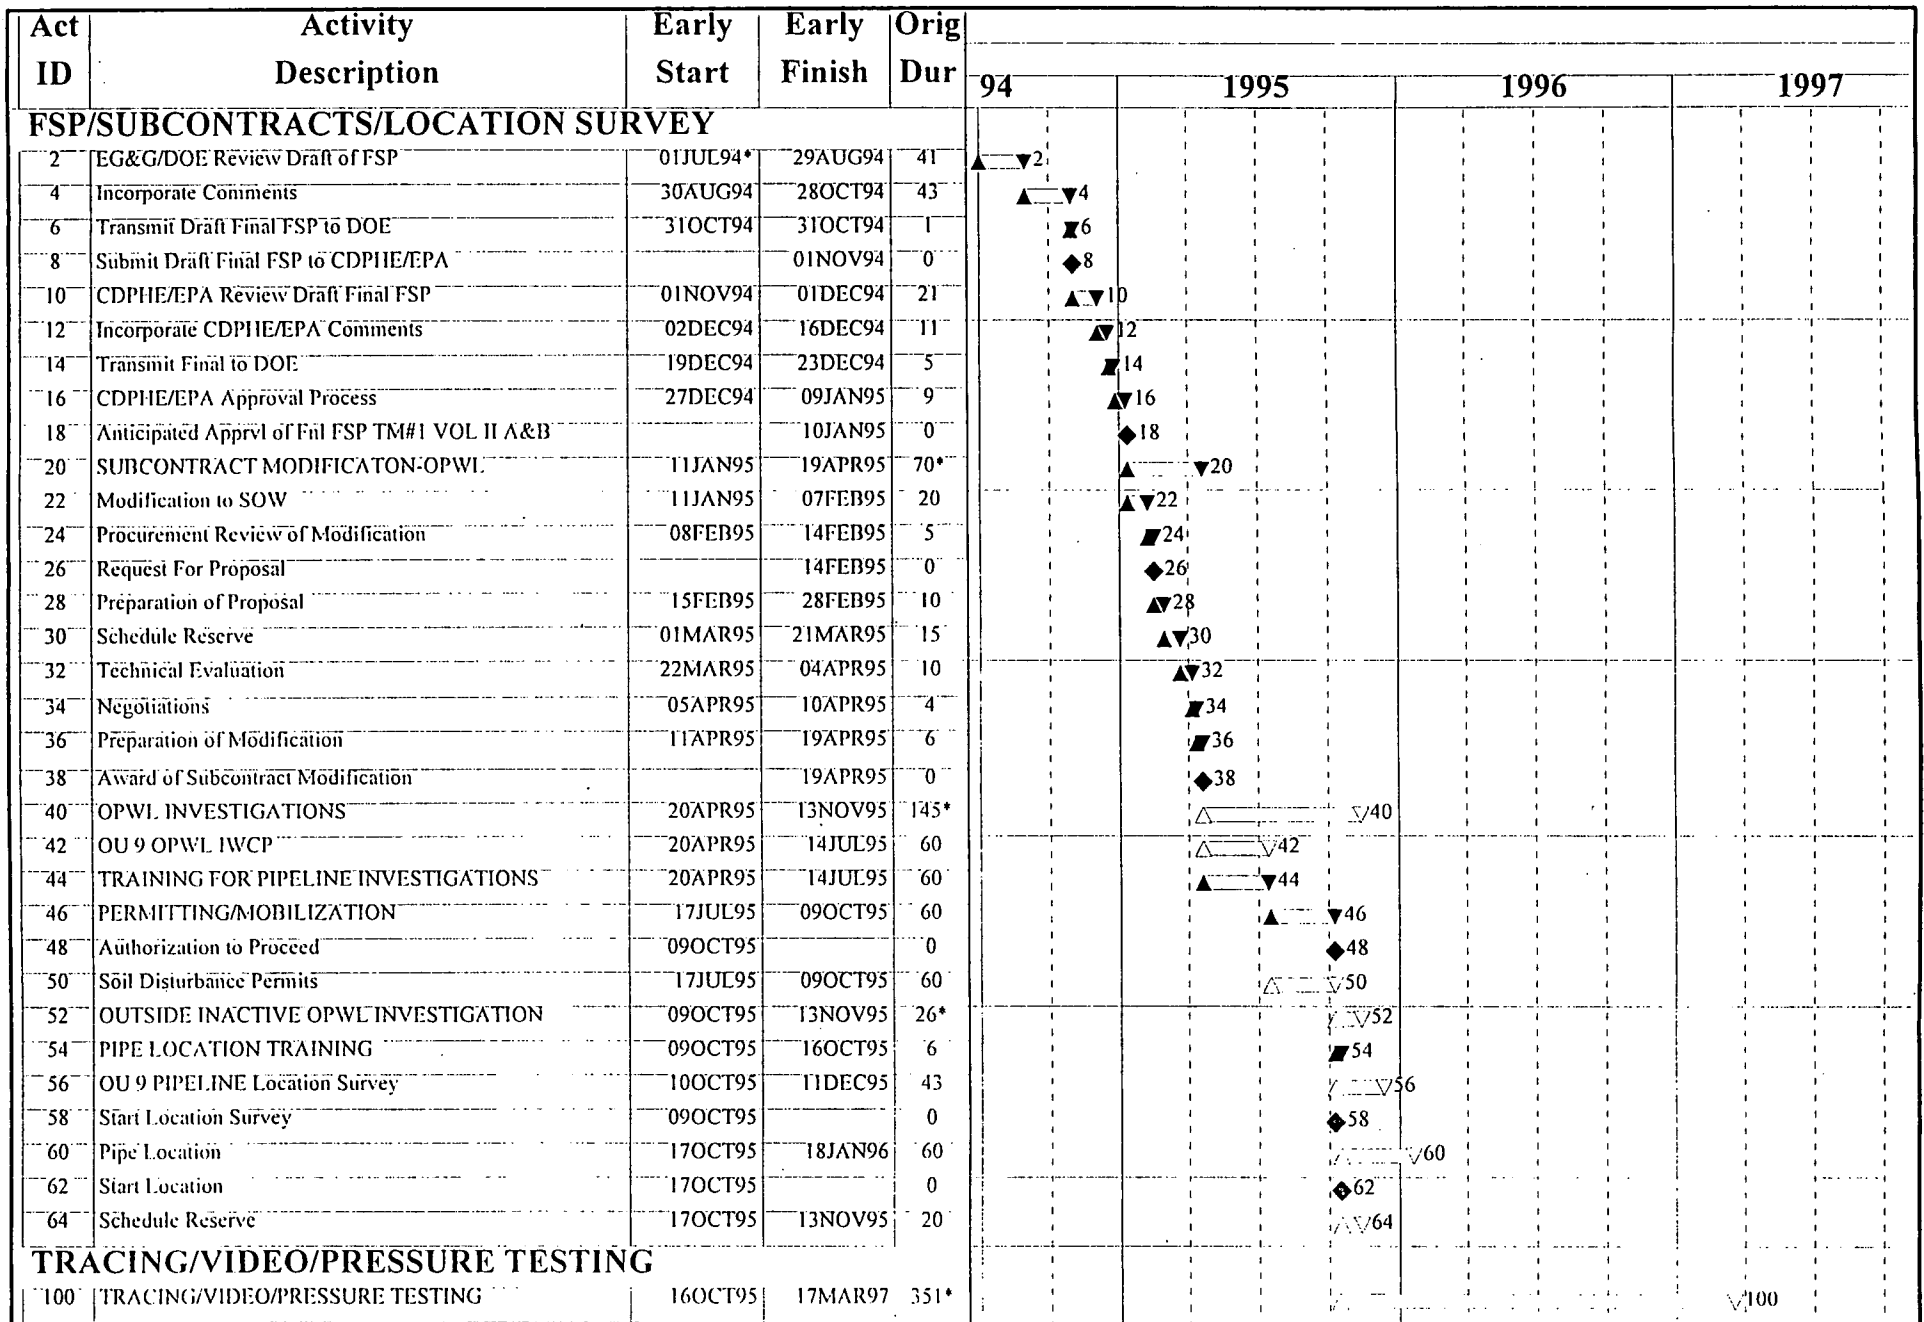 Act Activity Early Early Orig
ID Description Start Finish Dur 94 1995 1996 1997
FSP/SUBCONTRACTS/LOCATION SURVEY
2 EG&G/DOE Review Draft of FSP 01JUL94* 29AUG94 41 2
4 Incorporate Comments 30AUG94 28OCT94 43 4
6 Transmit Draft Final FSP to DOE 31OCT94 31OCT94 1 6
8 Submit Draft Final FSP to CDPHE/EPA 01NOV94 0 8
10 CDPHE/EPA Review Draft Final FSP 01NOV94 01DEC94 21 10
12 Incorporate CDPHE/EPA Comments 02DEC94 16DEC94 11 12
14 Transmit Final to DOE 19DEC94 23DEC94 5 14
16 CDPHE/EPA Approval Process 27DEC94 09JAN95 9 16
18 Anticipated Apprvl of Fnl FSP TM#1 VOL II A&B 10JAN95 0 18
20 SUBCONTRACT MODIFICATON-OPWL 11JAN95 19APR95 70* 20
22 Modification to SOW 11JAN95 07FEB95 20 22
24 Procurement Review of Modification 08FEB95 14FEB95 5 24
26 Request For Proposal 14FEB95 0 26
28 Preparation of Proposal 15FEB95 28FEB95 10 28
30 Schedule Reserve 01MAR95 21MAR95 15 30
32 Technical Evaluation 22MAR95 04APR95 10 32
34 Negotiations 05APR95 10APR95 4 34
36 Preparation of Modification 11APR95 19APR95 6 36
38 Award of Subcontract Modification 19APR95 0 38
40 OPWL INVESTIGATIONS 20APR95 13NOV95 145* 40
42 OU 9 OPWL IWCP 20APR95 14JUL95 60 42
44 TRAINING FOR PIPELINE INVESTIGATIONS 20APR95 14JUL95 60 44
46 PERMITTING/MOBILIZATION 17JUL95 09OCT95 60 46
48 Authorization to Proceed 09OCT95 0 48
50 Soil Disturbance Permits 17JUL95 09OCT95 60 50
52 OUTSIDE INACTIVE OPWL INVESTIGATION 09OCT95 13NOV95 26* 52
54 PIPE LOCATION TRAINING 09OCT95 16OCT95 6 54
56 OU 9 PIPELINE Location Survey 10OCT95 11DEC95 43 56
58 Start Location Survey 09OCT95 0 58
60 Pipe Location 17OCT95 18JAN96 60 60
62 Start Location 17OCT95 0 62
64 Schedule Reserve 17OCT95 13NOV95 20 64
TRACING/VIDEO/PRESSURE TESTING
100 TRACING/VIDEO/PRESSURE TESTING 16OCT95 17MAR97 351* 100